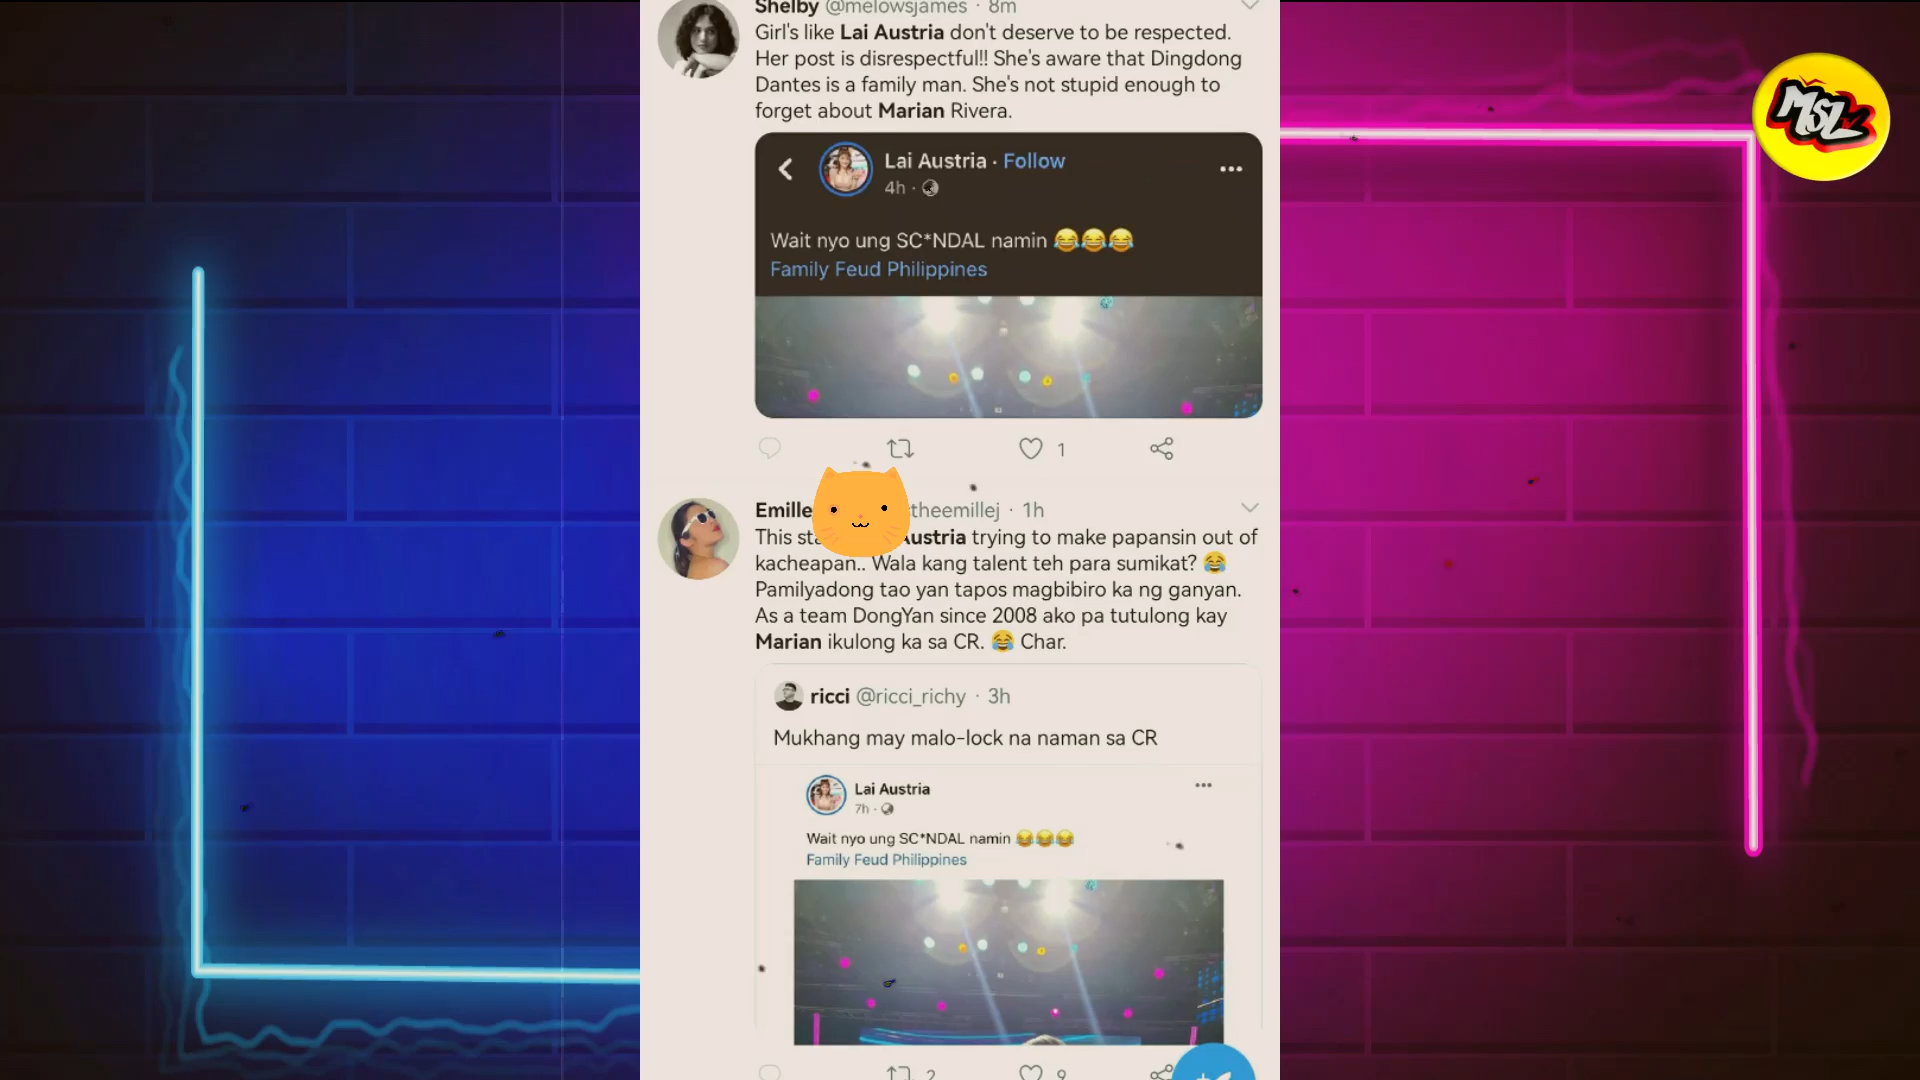 Shelby @melowsjames · 8m
Girl's like Lai Austria don't deserve to be respected.
Her post is disrespectful!! She's aware that Dingdong
Dantes is a family man. She's not stupid enough to
forget about Marian Rivera.
Lai Austria · Follow
4h ·
Wait nyo ung SC*NDAL namin 😂😂😂
Family Feud Philippines
1
Emille theemillej · 1h
This Austria trying to make papansin out of
kacheapan.. Wala kang talent teh para sumikat? 😂
Pamilyadong tao yan tapos magbibiro ka ng ganyan.
As a team DongYan since 2008 ako pa tutulong kay
Marian ikulong ka sa CR. 😂 Char.
ricci @ricci_richy · 3h
Mukhang may malo-lock na naman sa CR
Lai Austria
7h ·
Wait nyo ung SC*NDAL namin 😂😂😂
Family Feud Philippines
2 9
MSL